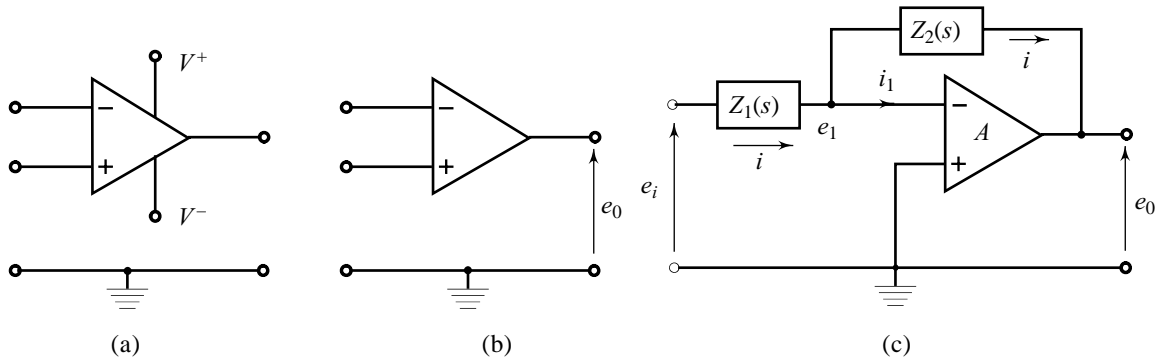 V⁺
−
+
V⁻
(a)
−
+
e₀
(b)
Z₂(s)
i
Z₁(s)
i₁
e₁
i
−
A
+
eᵢ
e₀
(c)